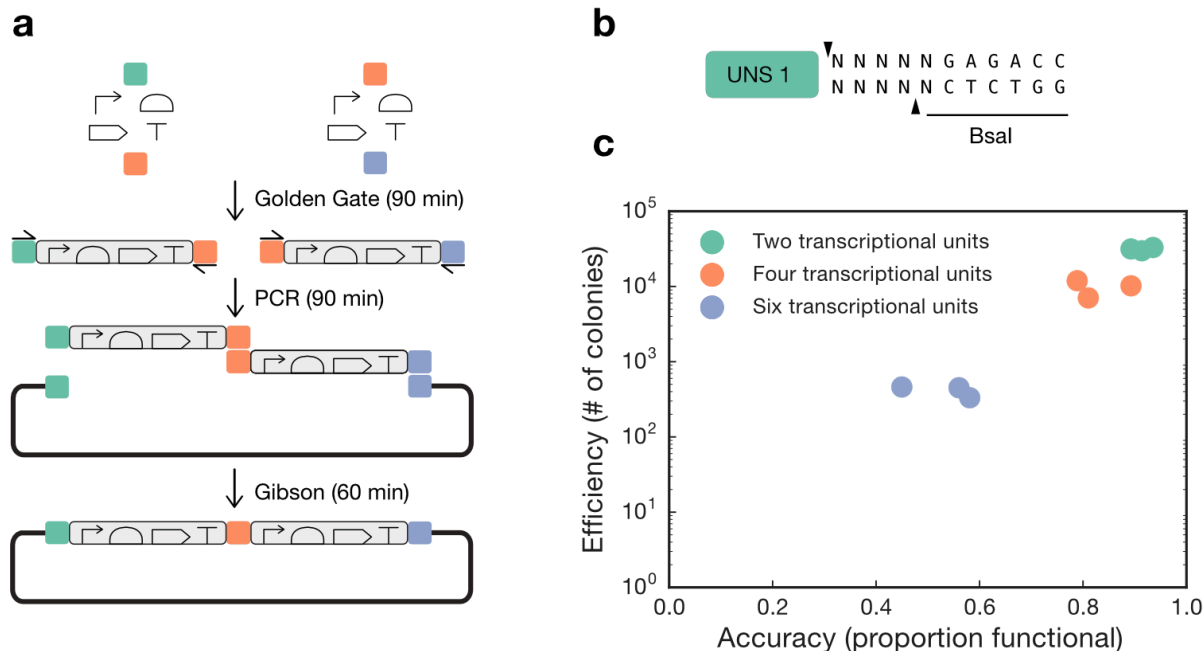 a
Golden Gate (90 min)
PCR (90 min)
Gibson (60 min)
b
UNS 1
N N N N N G A G A C C
N N N N N C T C T G G
BsaI
c
Efficiency (# of colonies)
10^5
10^4
10^3
10^2
10^1
10^0
Two transcriptional units
Four transcriptional units
Six transcriptional units
0.0 0.2 0.4 0.6 0.8 1.0
Accuracy (proportion functional)